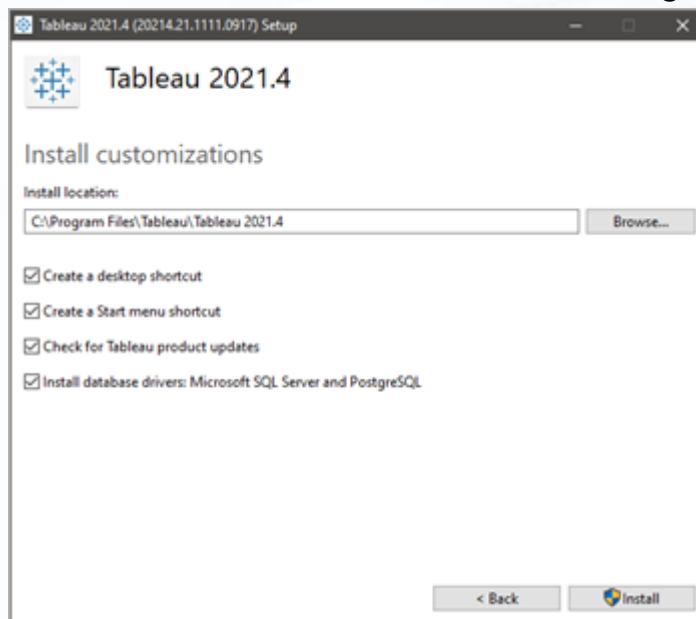 Tableau 2021.4 (20214.21.1111.0917) Setup
Tableau 2021.4
Install customizations
Install location:
C:\Program Files\Tableau\Tableau 2021.4
Browse...
Create a desktop shortcut
Create a Start menu shortcut
Check for Tableau product updates
Install database drivers: Microsoft SQL Server and PostgreSQL
< Back
Install